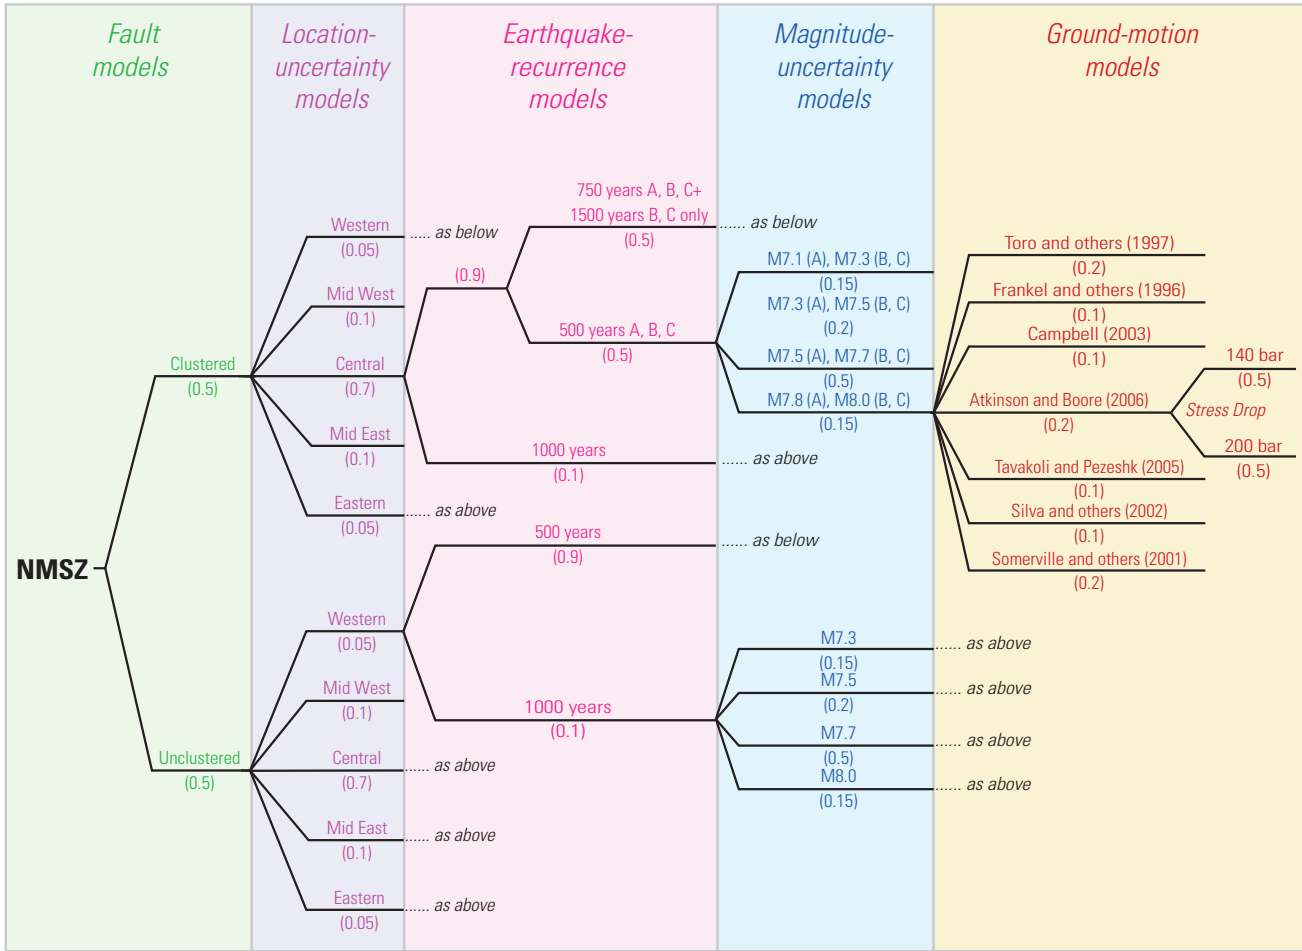 Fault
models
Location-
uncertainty
models
Earthquake-
recurrence
models
Magnitude-
uncertainty
models
Ground-motion
models
NMSZ
Clustered
(0.5)
Unclustered
(0.5)
Western
(0.05)
..... as below
Mid West
(0.1)
Central
(0.7)
Mid East
(0.1)
Eastern
(0.05)
...... as above
Western
(0.05)
Mid West
(0.1)
Central
(0.7)
...... as above
Mid East
(0.1)
...... as above
Eastern
(0.05)
...... as above
(0.9)
750 years A, B, C+
1500 years B, C only
(0.5)
...... as below
500 years A, B, C
(0.5)
1000 years
(0.1)
...... as above
500 years
(0.9)
...... as below
1000 years
(0.1)
M7.1 (A), M7.3 (B, C)
(0.15)
M7.3 (A), M7.5 (B, C)
(0.2)
M7.5 (A), M7.7 (B, C)
(0.5)
M7.8 (A), M8.0 (B, C)
(0.15)
M7.3
(0.15)
...... as above
M7.5
(0.2)
...... as above
M7.7
(0.5)
...... as above
M8.0
(0.15)
...... as above
Toro and others (1997)
(0.2)
Frankel and others (1996)
(0.1)
Campbell (2003)
(0.1)
Atkinson and Boore (2006)
(0.2)
140 bar
(0.5)
Stress Drop
200 bar
(0.5)
Tavakoli and Pezeshk (2005)
(0.1)
Silva and others (2002)
(0.1)
Somerville and others (2001)
(0.2)